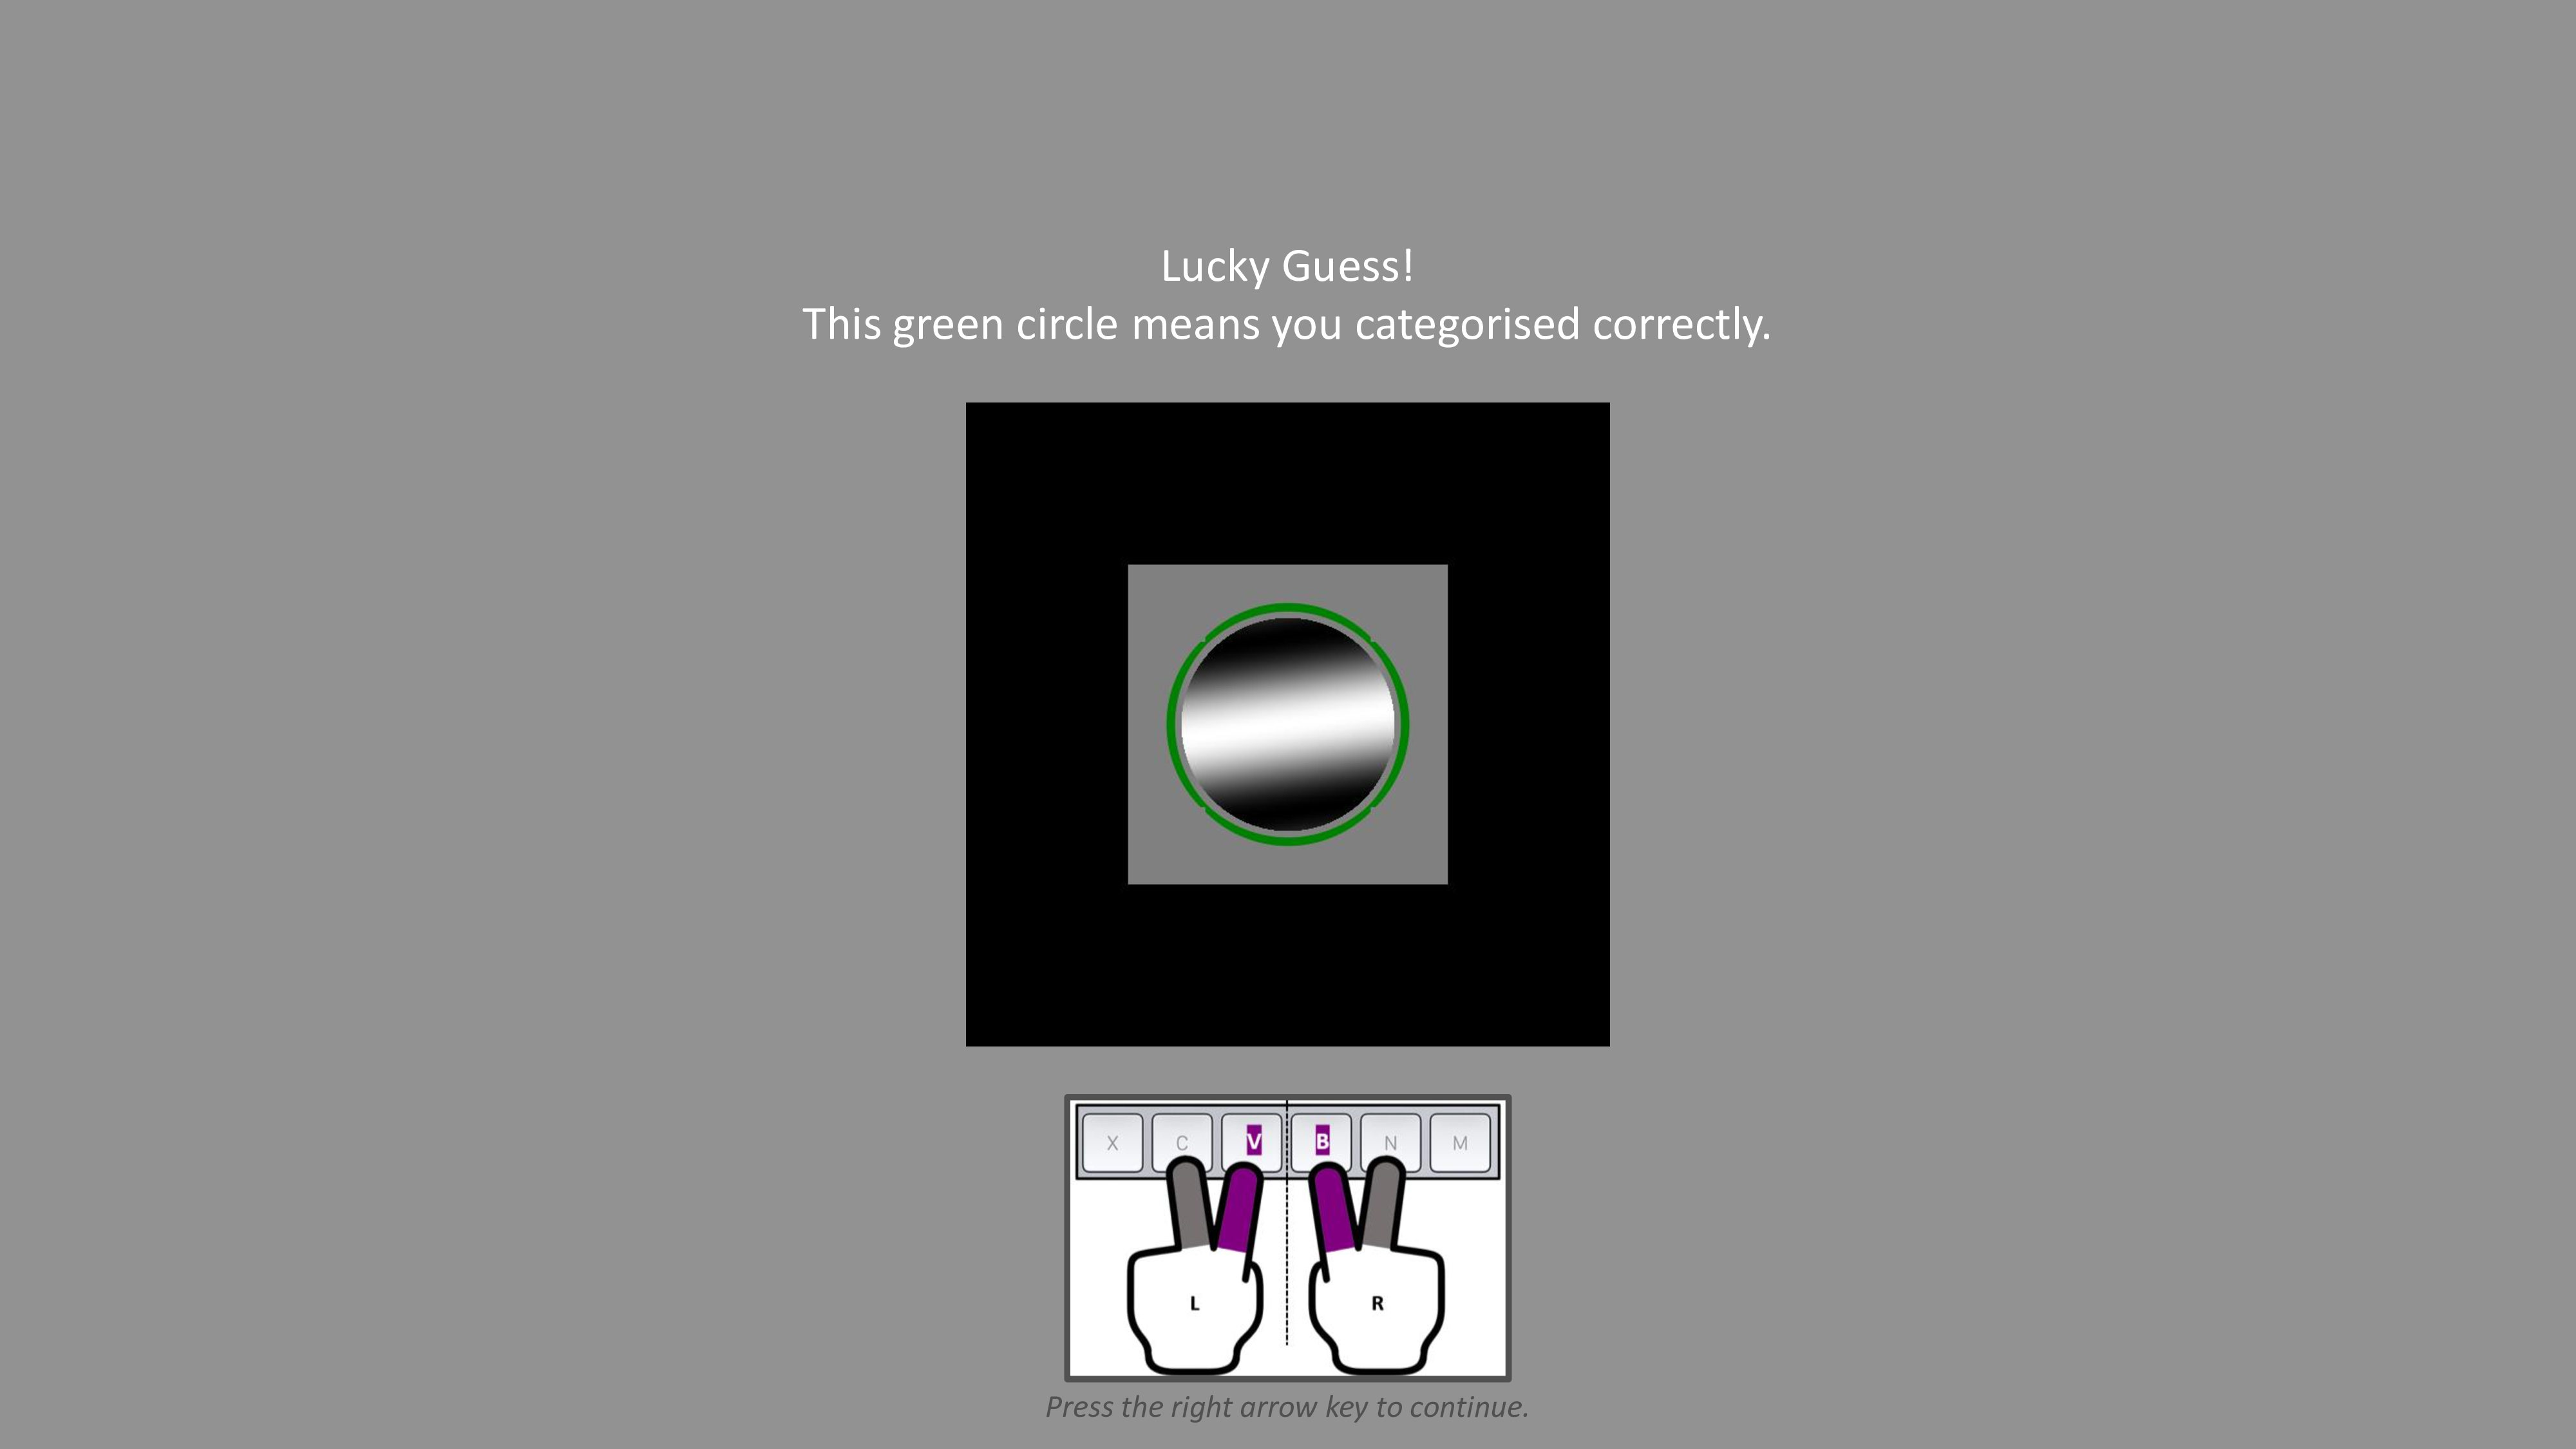 Lucky Guess!
This green circle means you categorised correctly.
X C V B N M
L R
Press the right arrow key to continue.